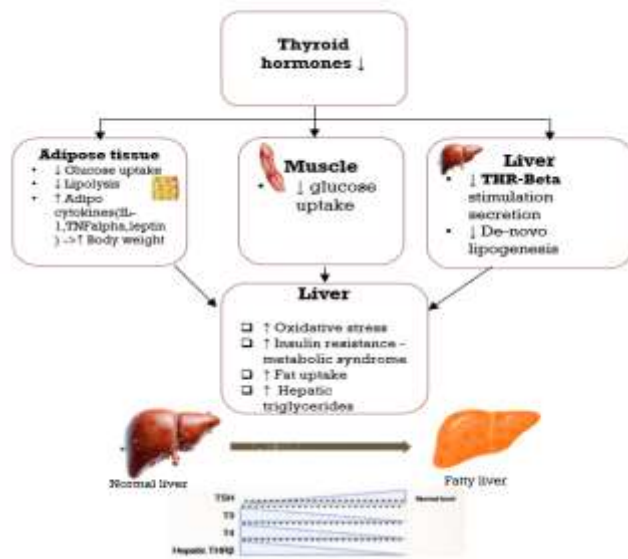 Thyroid
hormones ↓
Adipose tissue
• ↓ Glucose uptake
• ↓ Lipolysis
• ↑ Adipo
cytokines(IL-
1,TNFalpha,leptin
) ->↑ Body weight
Muscle
• ↓ glucose
uptake
Liver
• ↓ THR-Beta
stimulation
secretion
• ↓ De-novo
lipogenesis
Liver
❑ ↑ Oxidative stress
❑ ↑ Insulin resistance -
metabolic syndrome
❑ ↑ Fat uptake
❑ ↑ Hepatic
triglycerides
Normal liver
Fatty liver
TSH
Normal level
T3
T4
Hepatic THRβ